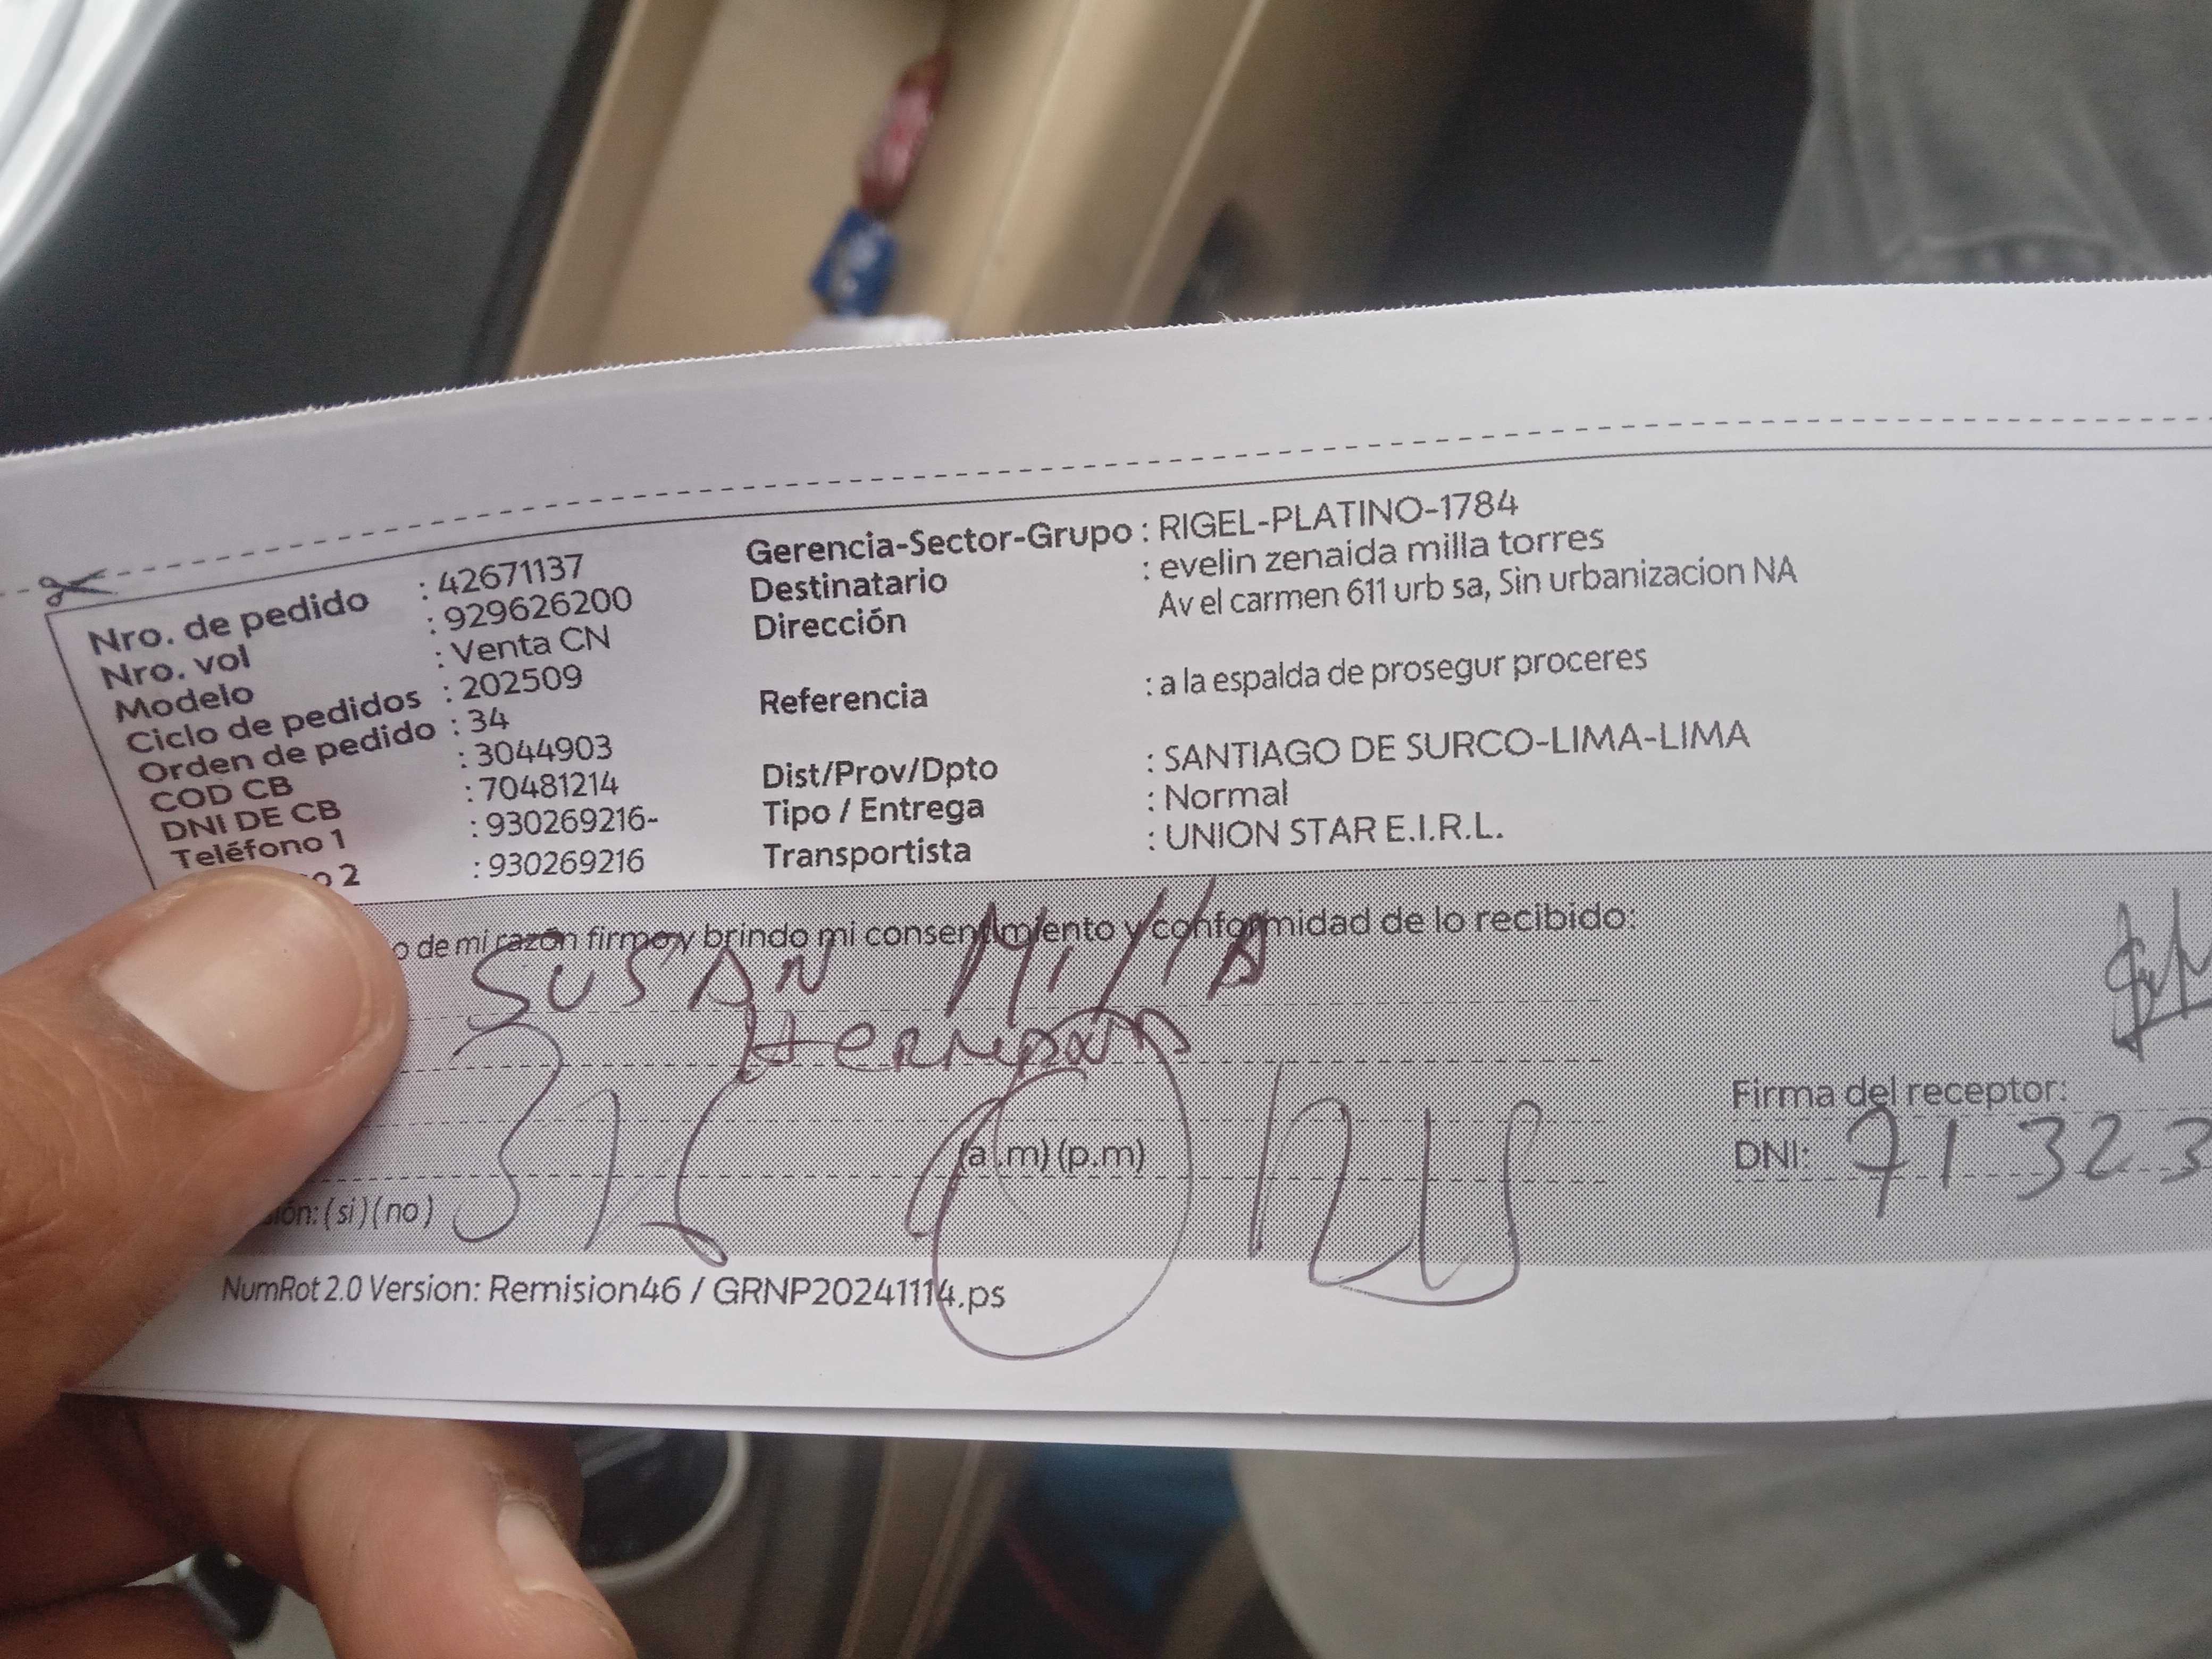 Nro. de pedido : 42671137
Nro. vol : 929626200
Modelo : Venta CN
Ciclo de pedidos : 202509
Orden de pedido : 34
COD CB : 3044903
DNI DE CB : 70481214
Teléfono 1 : 930269216-
o 2 : 930269216
Gerencia-Sector-Grupo : RIGEL-PLATINO-1784
Destinatario : evelin zenaida milla torres
Dirección Av el carmen 611 urb sa, Sin urbanizacion NA
Referencia : a la espalda de prosegur proceres
Dist/Prov/Dpto : SANTIAGO DE SURCO-LIMA-LIMA
Tipo / Entrega : Normal
Transportista : UNION STAR E.I.R.L.
o de mi razón firmo y brindo mi consentimiento y conformidad de lo recibido:
SUSAN Milla
Hermana
(a .m) (p.m)
Firma del receptor:
DNI: 71323
ión: (si) (no)
NumRot 2.0 Version: Remision46 / GRNP20241114.ps